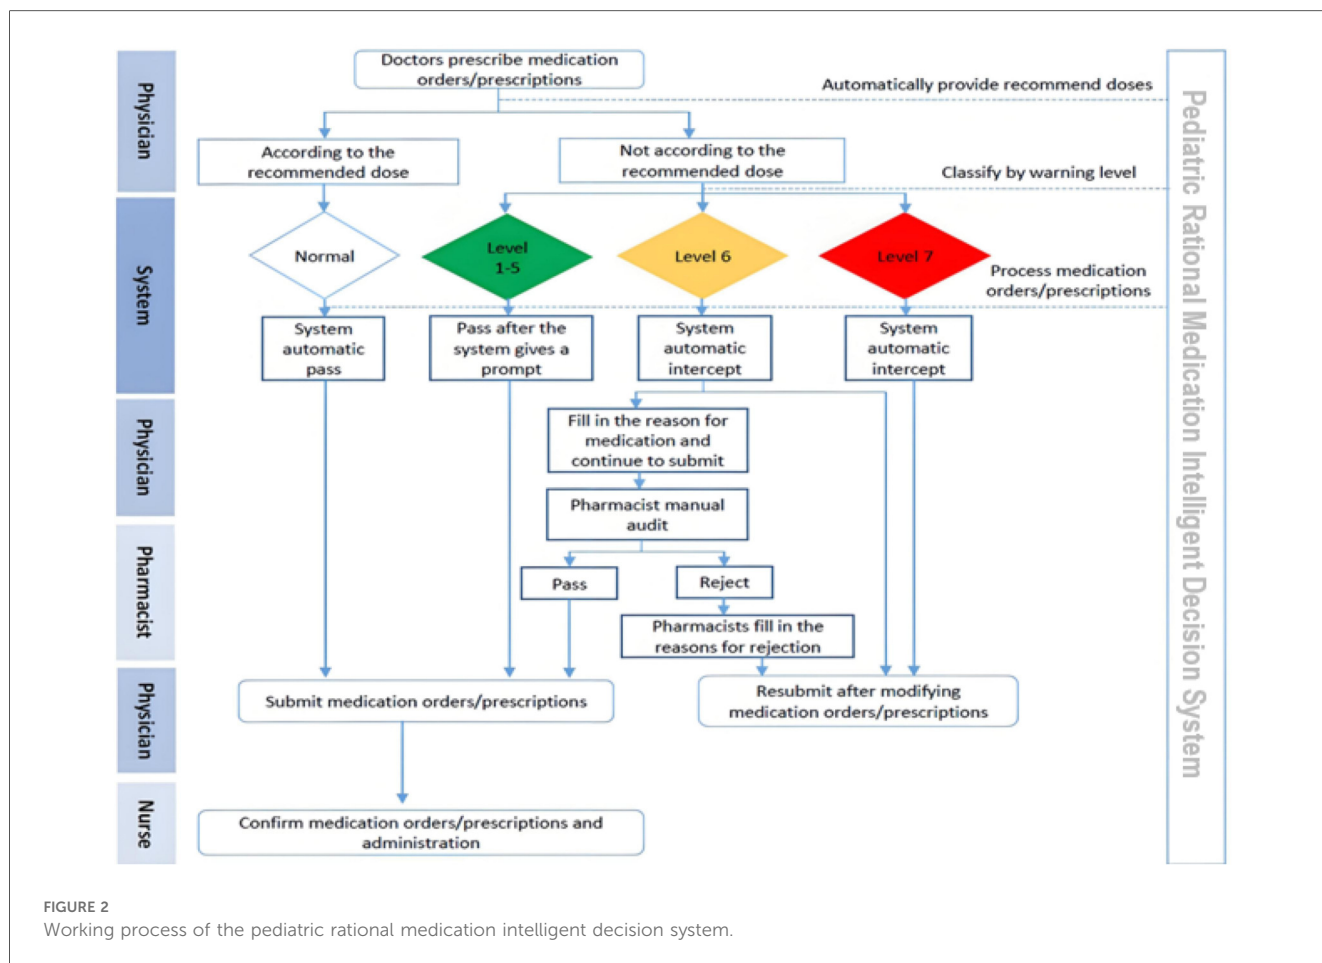 Doctors prescribe medication
orders/prescriptions
Automatically provide recommend doses
Physician
According to the
recommended dose
Not according to the
recommended dose
Classify by warning level
System
Normal
Level
1-5
Level 6
Level 7
Process medication
orders/prescriptions
System
automatic
pass
Pass after the
system gives a
prompt
System
automatic
intercept
System
automatic
intercept
Physician
Fill in the reason for
medication and
continue to submit
Pharmacist manual
audit
Pharmacist
Pass
Reject
Pharmacists fill in the
reasons for rejection
Physician
Submit medication orders/prescriptions
Resubmit after modifying
medication orders/prescriptions
Nurse
Confirm medication orders/prescriptions and
administration
Pediatric Rational Medication Intelligent Decision System
FIGURE 2
Working process of the pediatric rational medication intelligent decision system.